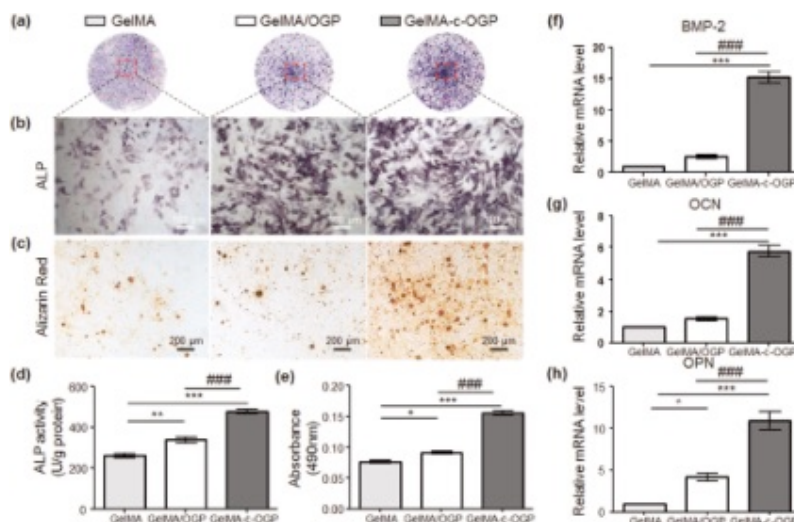 (a) GelMA GelMA/OGP GelMA-c-OGP
(b) ALP
(c) Alizarin Red
200 μm 200 μm 200 μm
(d)
ALP activity
(U/g protein)
600
400
200
0
###
***
**
GelMA GelMA/OGP GelMA-c-OGP
(e)
Absorbance
(490nm)
0.20
0.15
0.10
0.05
0.00
###
***
*
GelMA GelMA/OGP GelMA-c-OGP
(f) BMP-2
Relative mRNA level
20
15
10
5
0
###
***
GelMA GelMA/OGP GelMA-c-OGP
(g) OCN
Relative mRNA level
8
6
4
2
0
###
***
GelMA GelMA/OGP GelMA-c-OGP
(h) OPN
Relative mRNA level
15
10
5
0
###
***
*
GelMA GelMA/OGP GelMA-c-OGP